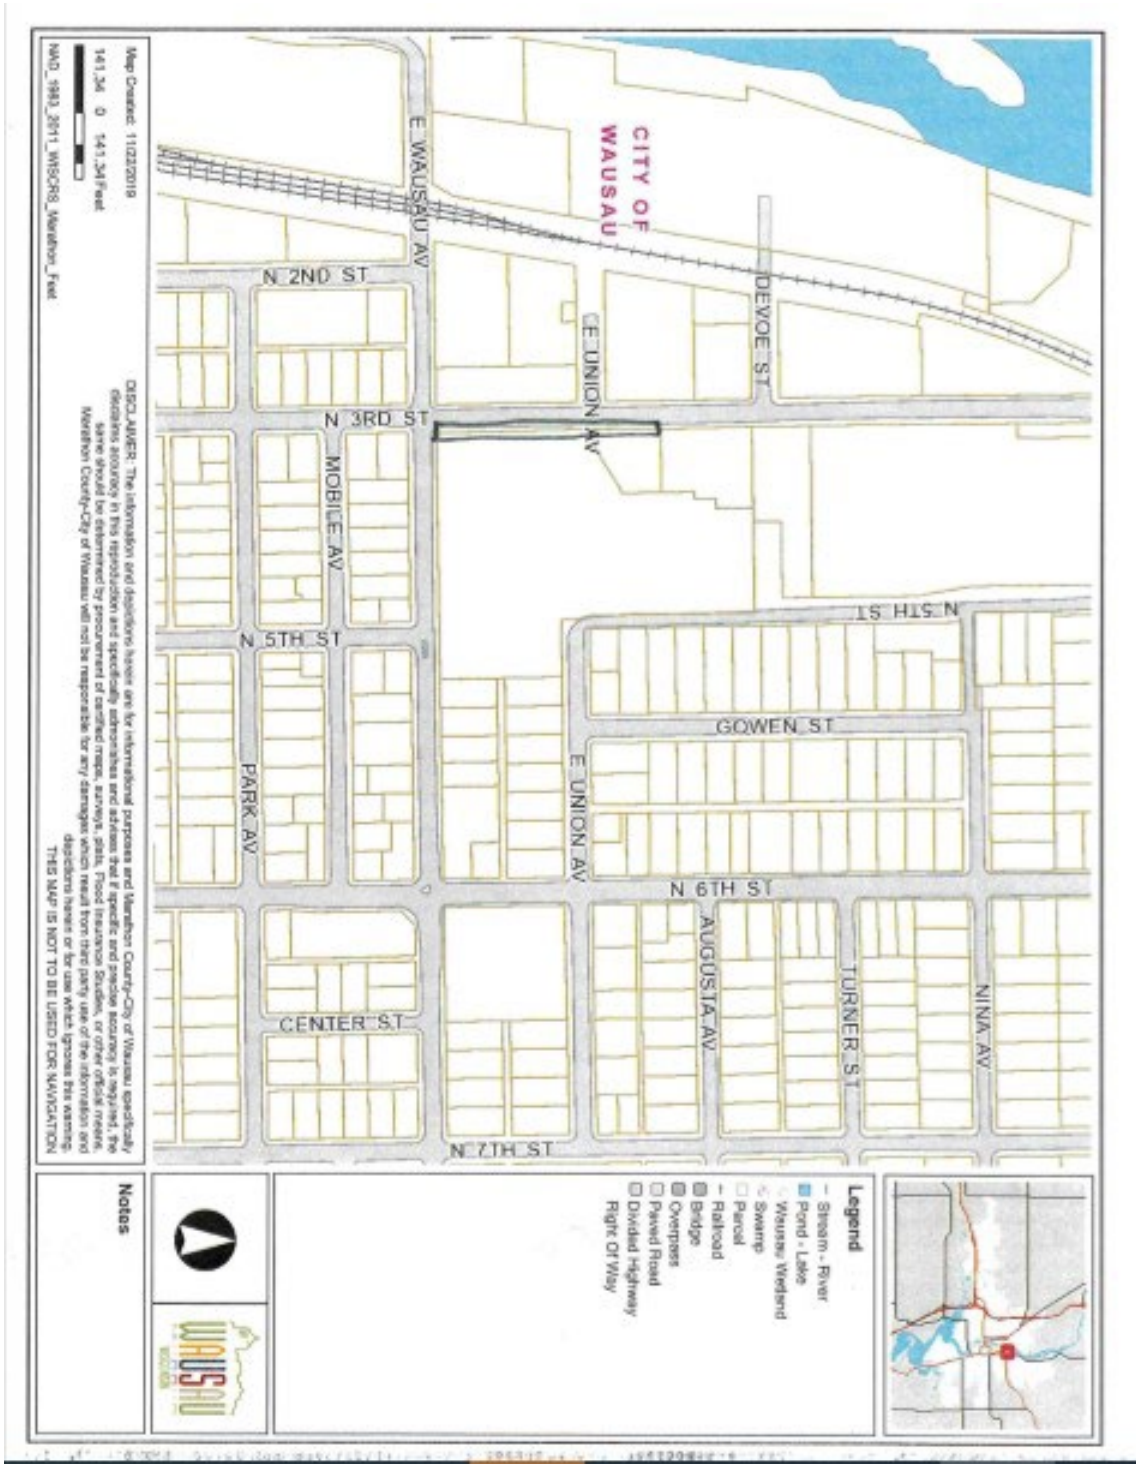 CITY OF
WAUSAU
E WAUSAU AV
N 2ND ST
DEVOE ST
E UNION AV
N 3RD ST
MOBILE AV
N 5TH ST
N 5TH ST
GOWEN ST
PARK AV
E UNION AV
N 6TH ST
AUGUSTA AV
TURNER ST
NINA AV
CENTER ST
N 7TH ST
Map Created: 11/22/2019
141.34 0 141.34 Feet
NAD_1983_2011_WISCRS_Marathon_Feet
DISCLAIMER: The information and depictions herein are for informational purposes and Marathon County-City of Wausau specifically
disclaims accuracy in this reproduction and specifically admonishes and advises that if specific and precise accuracy is required, the
same should be determined by procurement of certified maps, surveys, plats, Flood Insurance Studies, or other official means.
Marathon County-City of Wausau will not be responsible for any damages which result from third party use of the information and
depictions herein or for use which ignores this warning.
THIS MAP IS NOT TO BE USED FOR NAVIGATION
Legend
Stream - River
Pond - Lake
Wausau Wetland
Swamp
Parcel
Railroad
Bridge
Overpass
Paved Road
Divided Highway
Right Of Way
WAUSAU
Notes